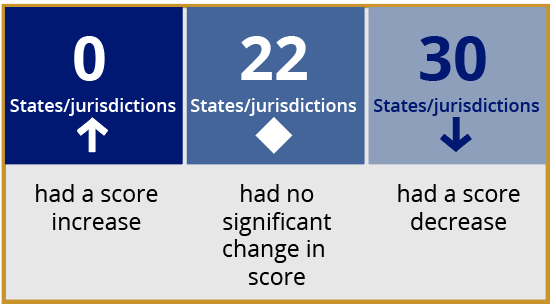 0
States/jurisdictions
had a score
increase
22
States/jurisdictions
had no
significant
change in
score
30
States/jurisdictions
had a score
decrease